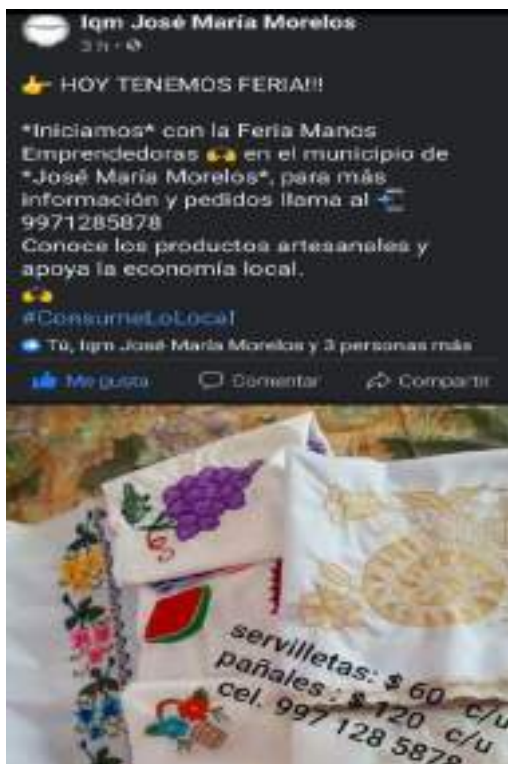 Iqm José María Morelos
3 h
HOY TENEMOS FERIA!!!
*Iniciamos* con la Feria Manos
Emprendedoras en el municipio de
*José María Morelos*, para más
información y pedidos llama al
9971285878
Conoce los productos artesanales y
apoya la economía local.
#ConsumeLoLocal
Tú, Iqm José María Morelos y 3 personas más
Me gusta Comentar Compartir
servilletas: $ 60 c/u
pañales : $ 120 c/u
cel. 997 128 5878